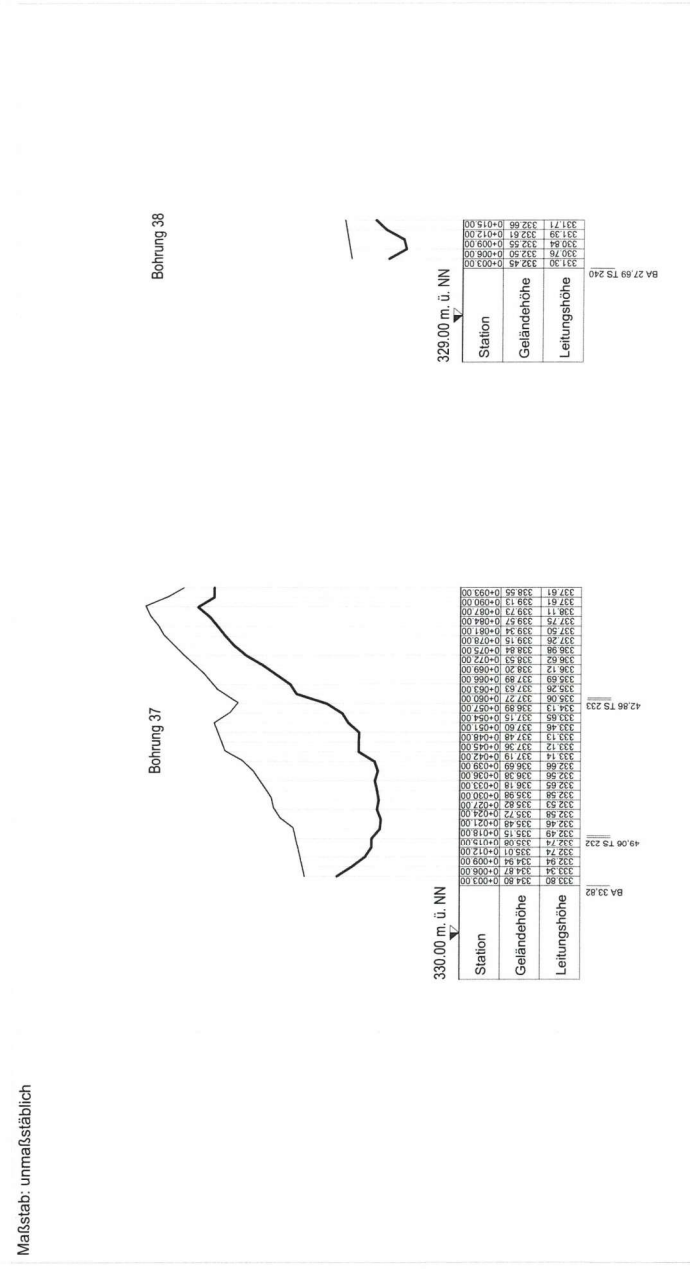 Maßstab: unmaßstäblich
Bohrung 37
330.00 m. ü. NN
Station 0+003.00 0+006.00 0+009.00 0+012.00 0+015.00 0+018.00 0+021.00 0+024.00 0+027.00 0+030.00 0+033.00 0+036.00 0+039.00 0+042.00 0+045.00 0+048.00 0+051.00 0+054.00 0+057.00 0+060.00 0+063.00 0+066.00 0+069.00 0+072.00 0+075.00 0+078.00 0+081.00 0+084.00 0+087.00 0+090.00 0+093.00
Geländehöhe 334.80 334.87 334.94 335.01 335.08 335.15 335.48 335.72 335.82 335.98 336.18 336.38 336.69 337.19 337.36 337.48 337.60 337.15 336.89 337.27 337.63 337.89 338.20 338.53 338.84 339.15 339.34 339.57 339.73 339.13 338.55
Leitungshöhe 333.80 333.34 332.94 332.74 332.74 332.49 332.46 332.58 332.53 332.58 332.65 332.56 332.66 333.14 333.12 333.13 333.46 333.65 334.13 335.06 335.26 335.69 336.12 336.62 336.98 337.26 337.50 337.75 338.11 337.61 337.61
BA 33,82
49,06 TS 232
42,86 TS 233
Bohrung 38
329.00 m. ü. NN
Station 0+003.00 0+006.00 0+009.00 0+012.00 0+015.00
Geländehöhe 332.45 332.50 332.55 332.61 332.66
Leitungshöhe 331.30 330.76 330.84 331.39 331.71
BA 27,69 TS 240